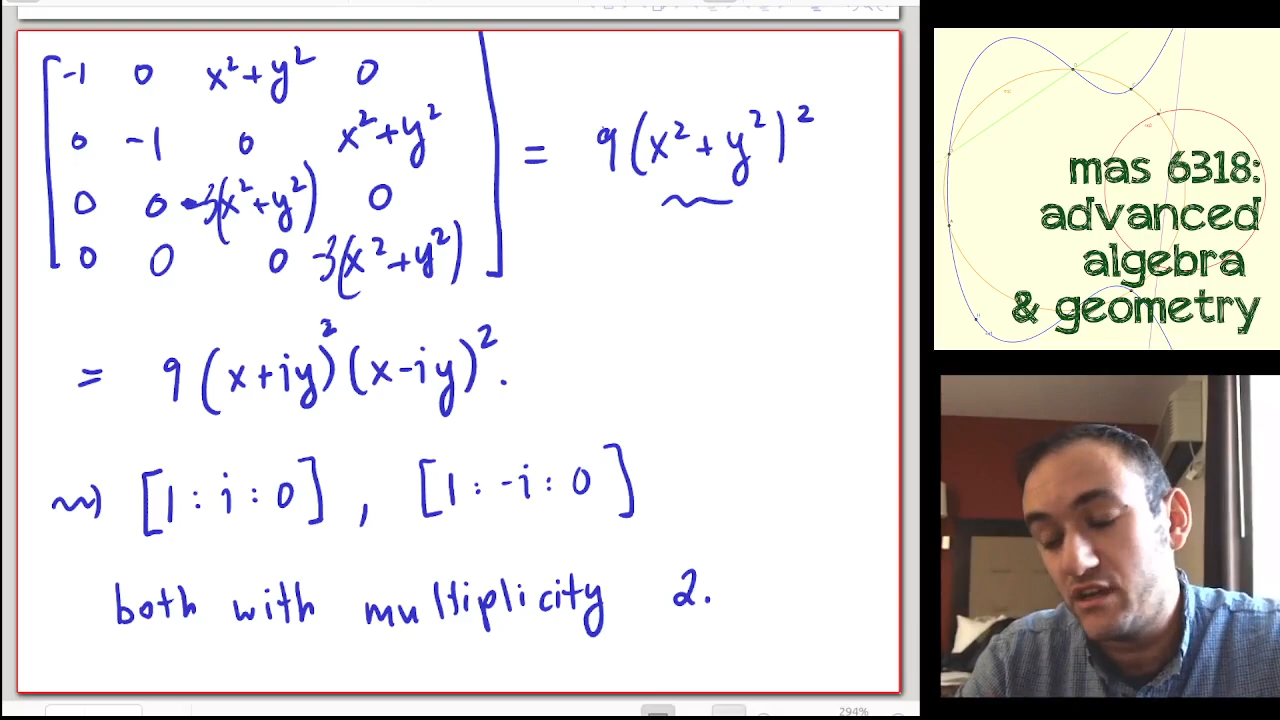 -1 0 x²+y² 0
0 -1 0 x²+y²
= 9(x²+y²)²
0 0 -3(x²+y²) 0
0 0 0 -3(x²+y²)
= 9(x+iy)²(x-iy)².
⇝ [1 : i : 0], [1 : -i : 0]
both with multiplicity 2.
mas 6318:
advanced
algebra
& geometry
294%